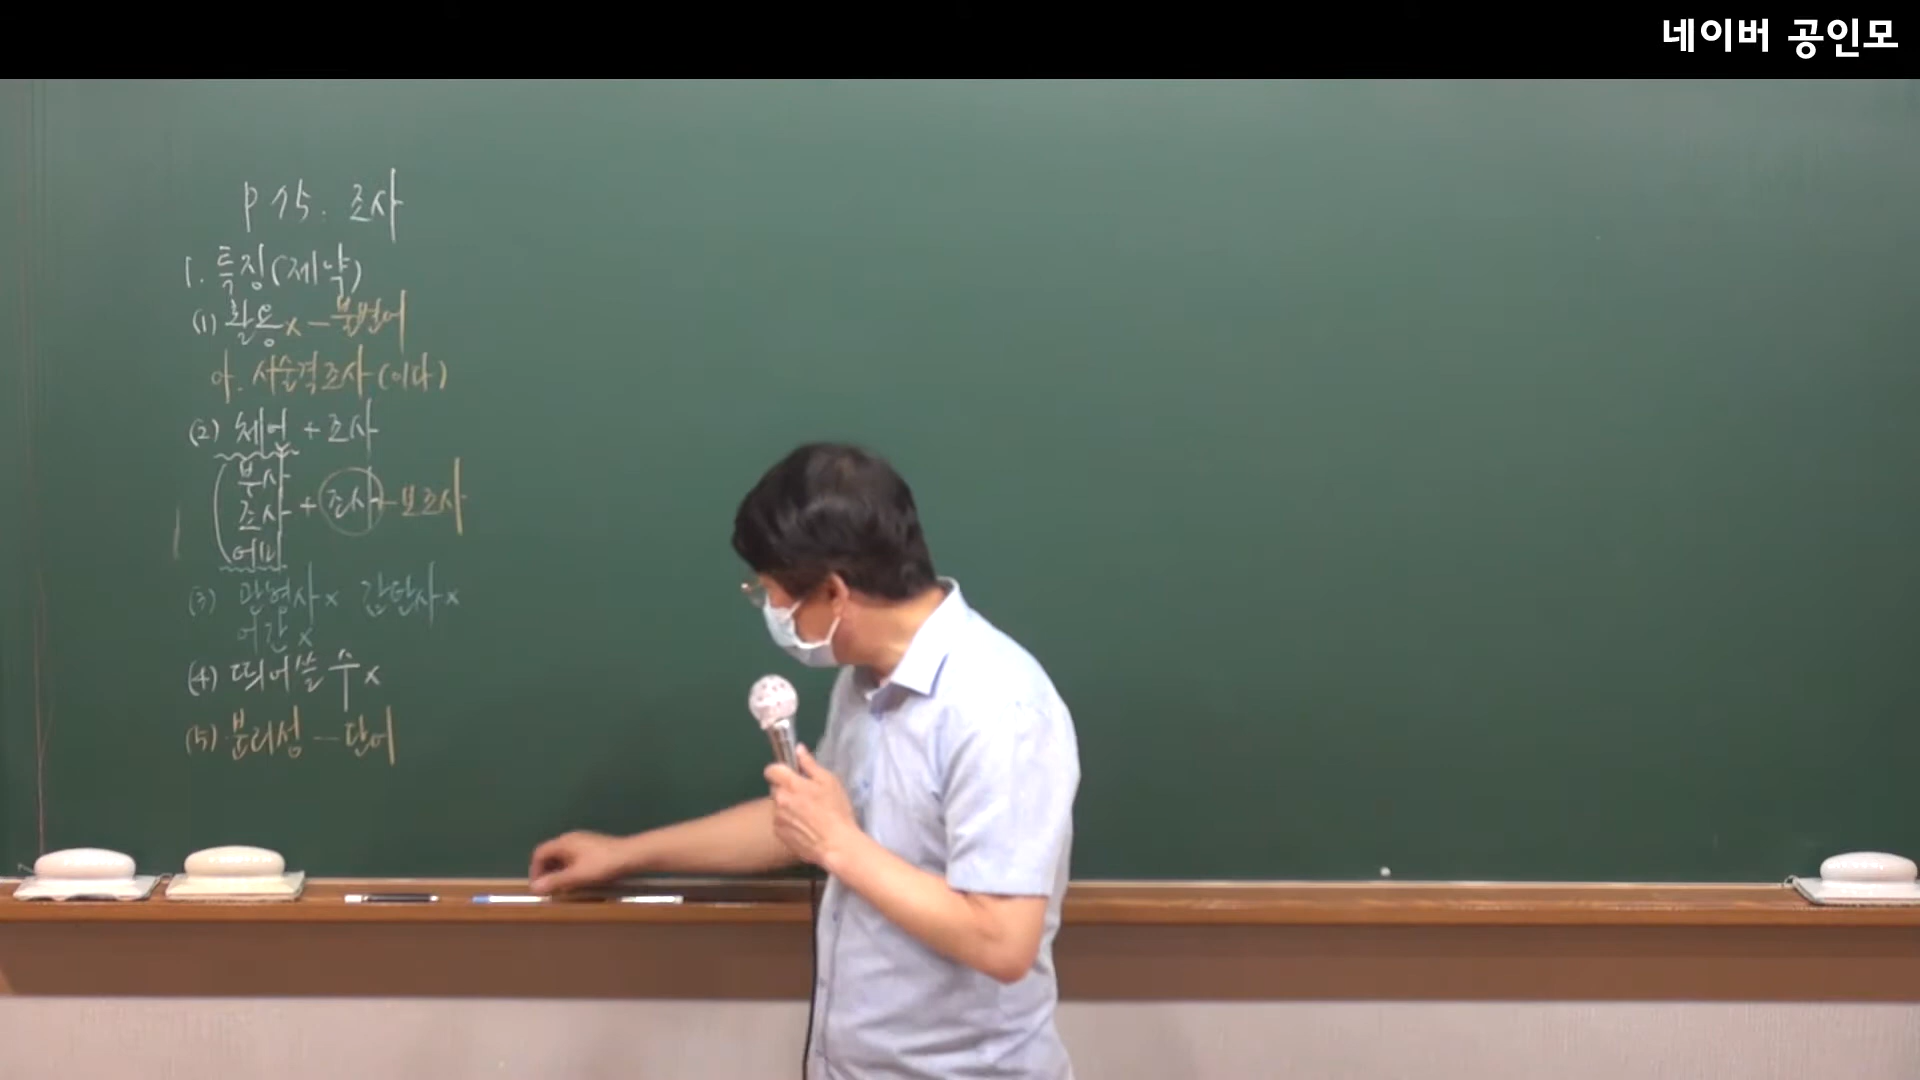 네이버 공인모
P 75. 조사
1. 특징(제약)
(1) 활용x - 불변어
아. 서술격조사(이다)
(2) 체언 + 조사
부사
조사 + 조사 - 보조사
어미
(3) 관형사x 감탄사x
어간x
(4) 띄어쓸 수x
(5) 분리성 - 단어